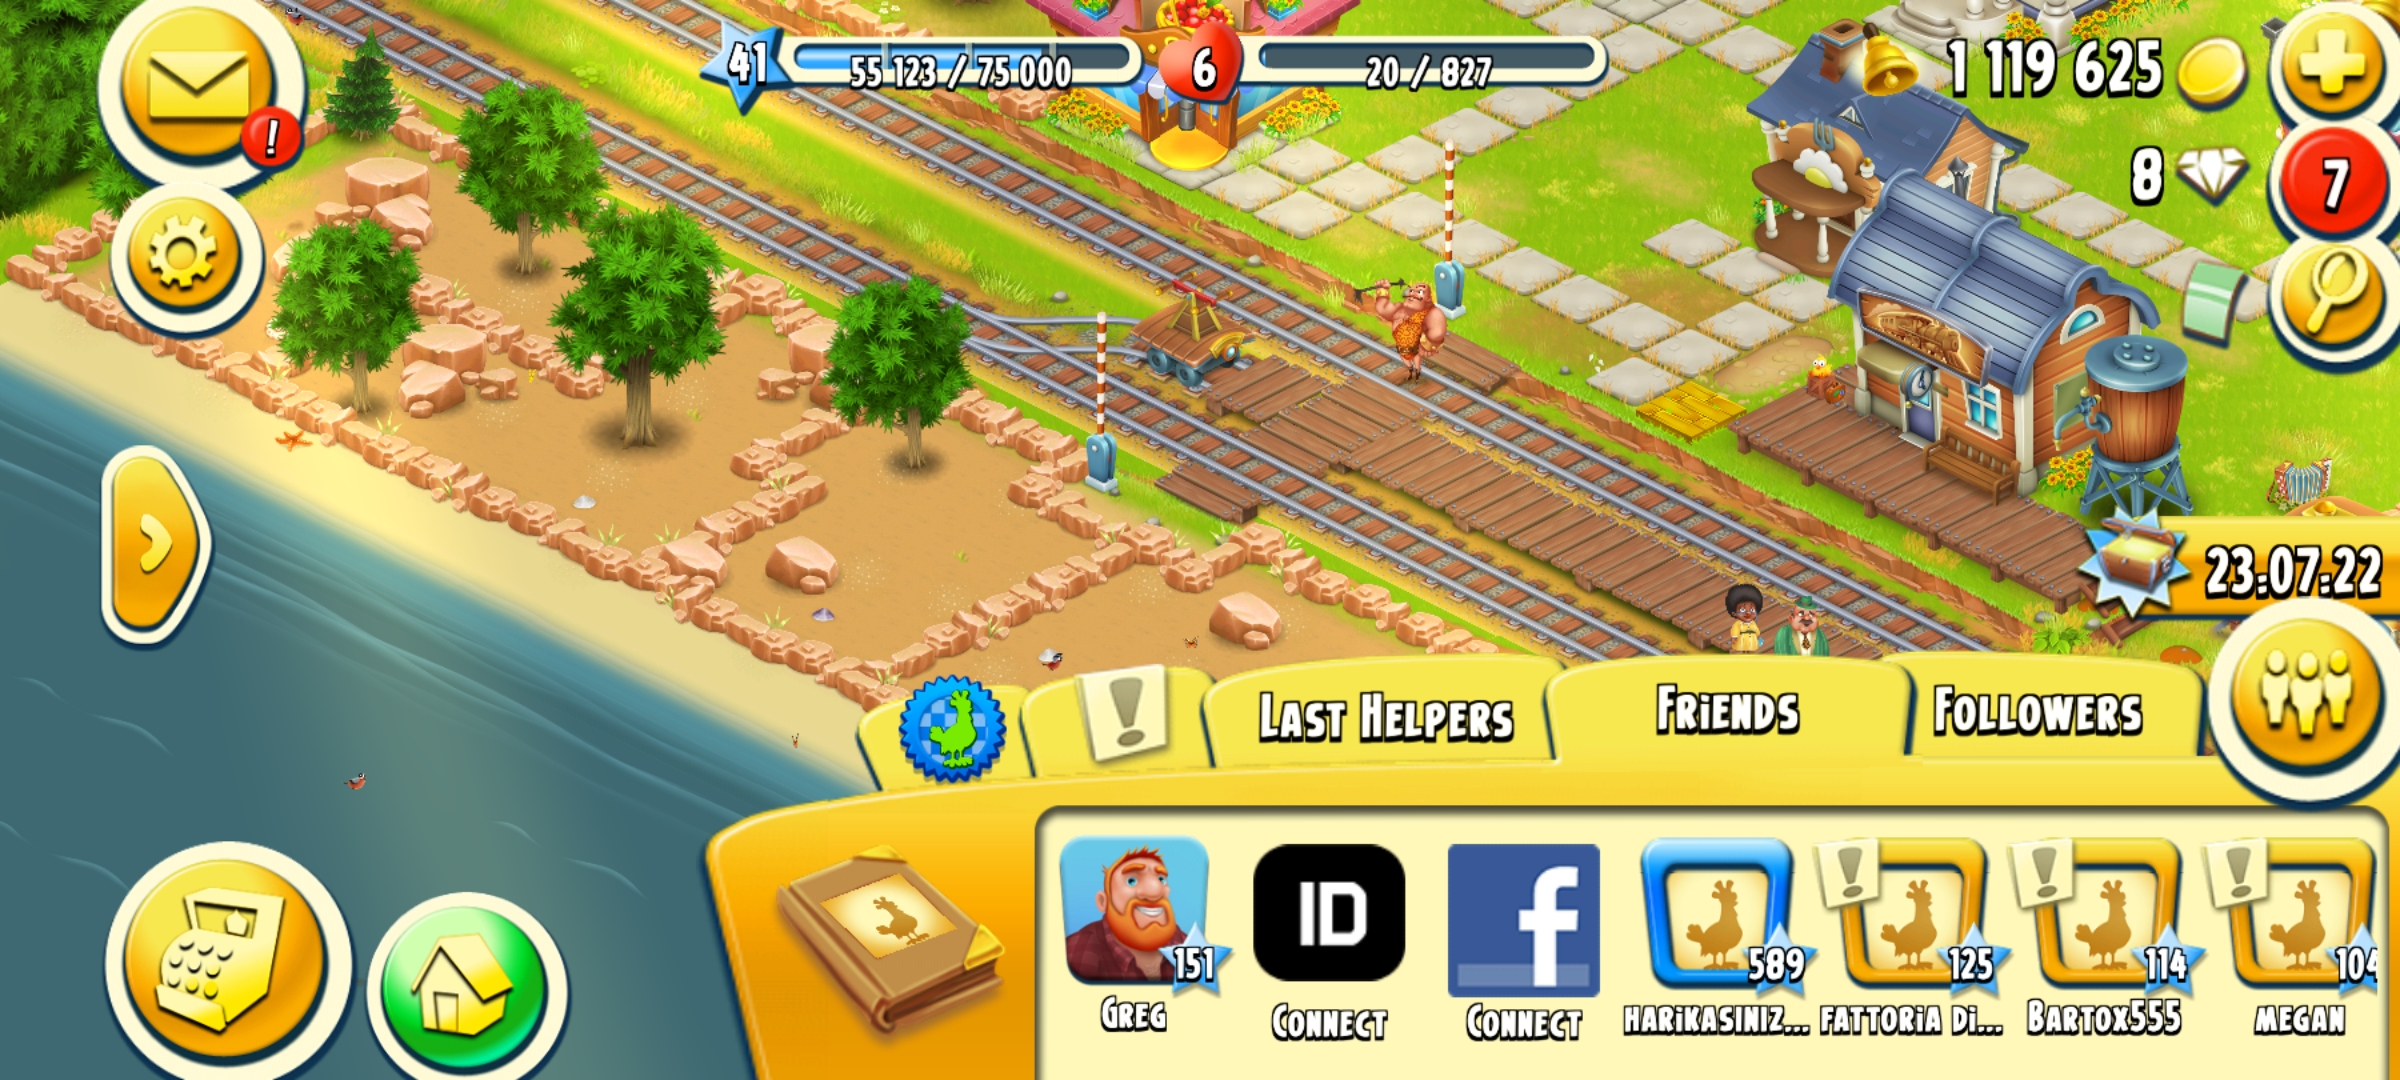 41
55 123 / 75 000
6
20 / 827
1 119 625
8
7
!
23:07:22
!
LAST HELPERS
FRIENDS
FOLLOWERS
151
GREG
ID
CONNECT
f
CONNECT
589
HARIKASINIZ...
!
125
FATTORIA DI...
!
114
BARTOX555
!
104
MEGAN